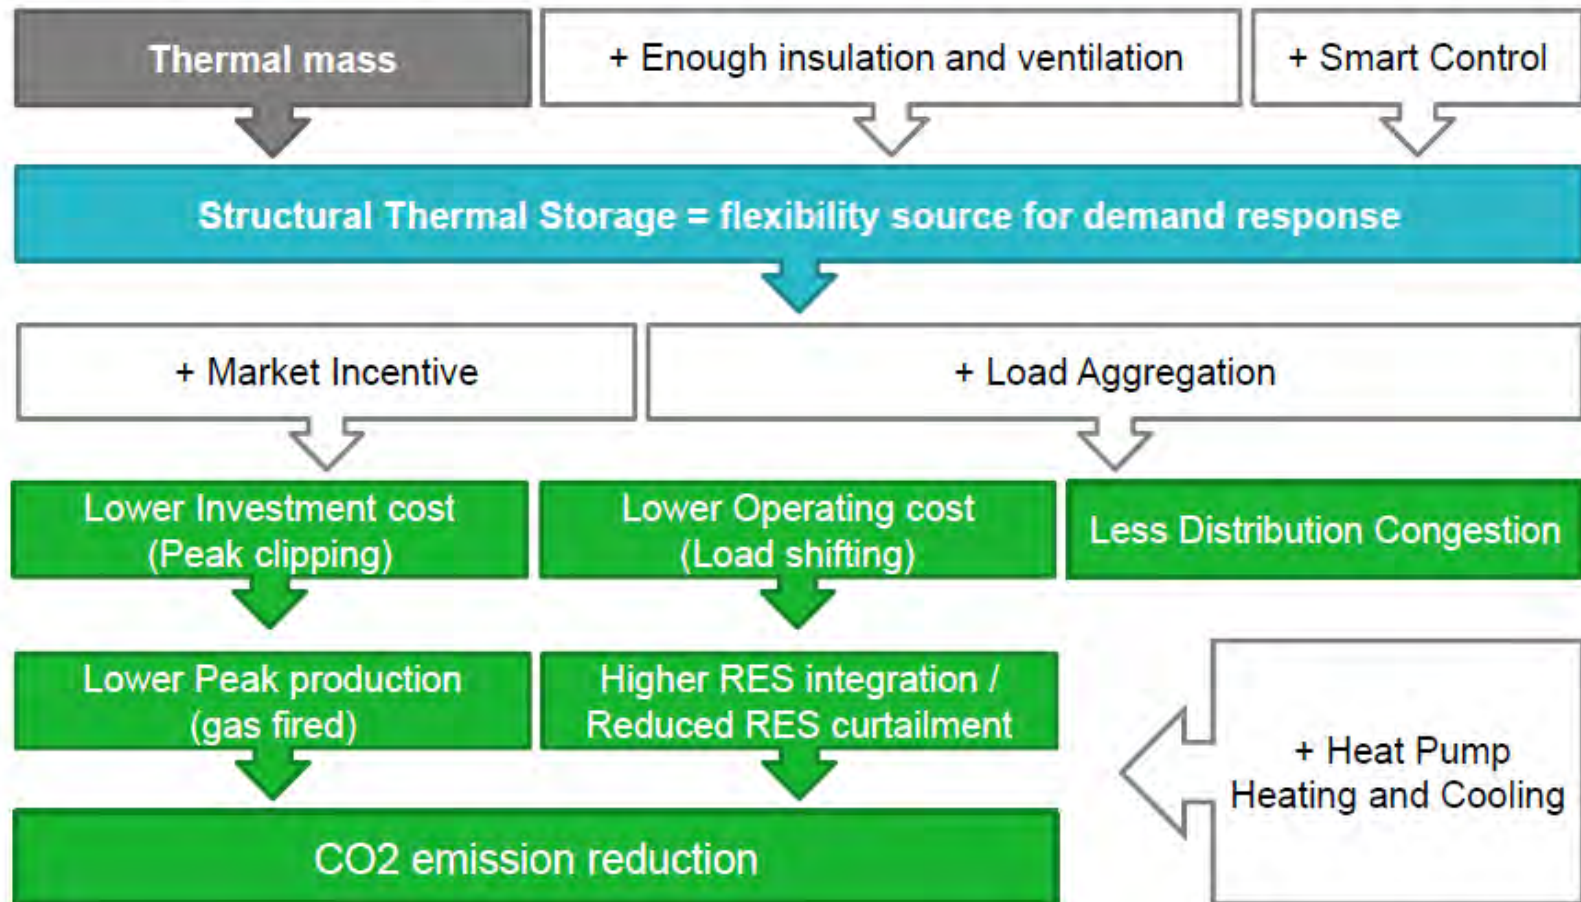 Thermal mass
+ Enough insulation and ventilation
+ Smart Control
Structural Thermal Storage = flexibility source for demand response
+ Market Incentive
+ Load Aggregation
Lower Investment cost
(Peak clipping)
Lower Operating cost
(Load shifting)
Less Distribution Congestion
Lower Peak production
(gas fired)
Higher RES integration /
Reduced RES curtailment
+ Heat Pump
Heating and Cooling
CO2 emission reduction